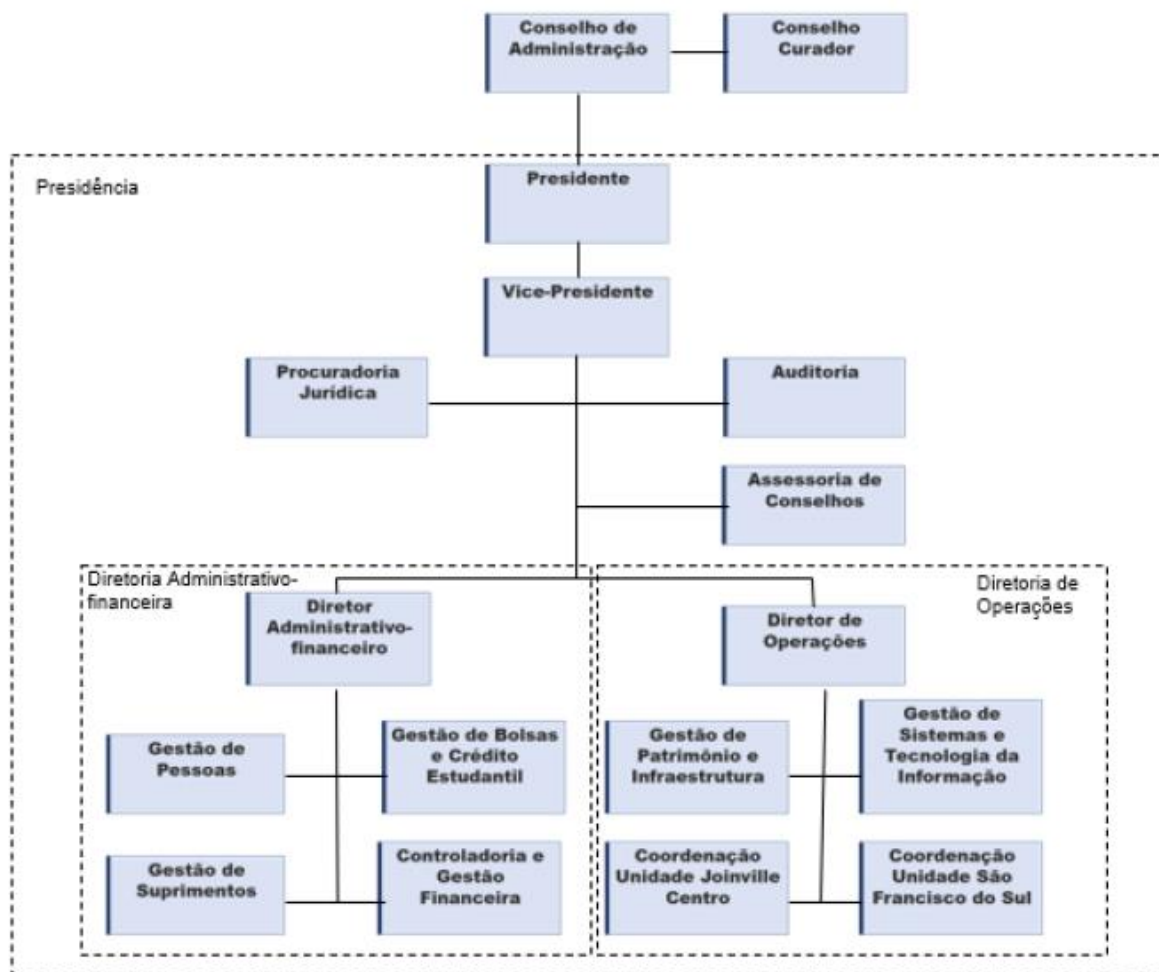 Conselho de
Administração
Conselho
Curador
Presidência
Presidente
Vice-Presidente
Procuradoria
Jurídica
Auditoria
Assessoria de
Conselhos
Diretoria Administrativo-
financeira
Diretoria de
Operações
Diretor
Administrativo-
financeiro
Diretor de
Operações
Gestão de
Pessoas
Gestão de Bolsas
e Crédito
Estudantil
Gestão de
Patrimônio e
Infraestrutura
Gestão de
Sistemas e
Tecnologia da
Informação
Gestão de
Suprimentos
Controladoria e
Gestão
Financeira
Coordenação
Unidade Joinville
Centro
Coordenação
Unidade São
Francisco do Sul